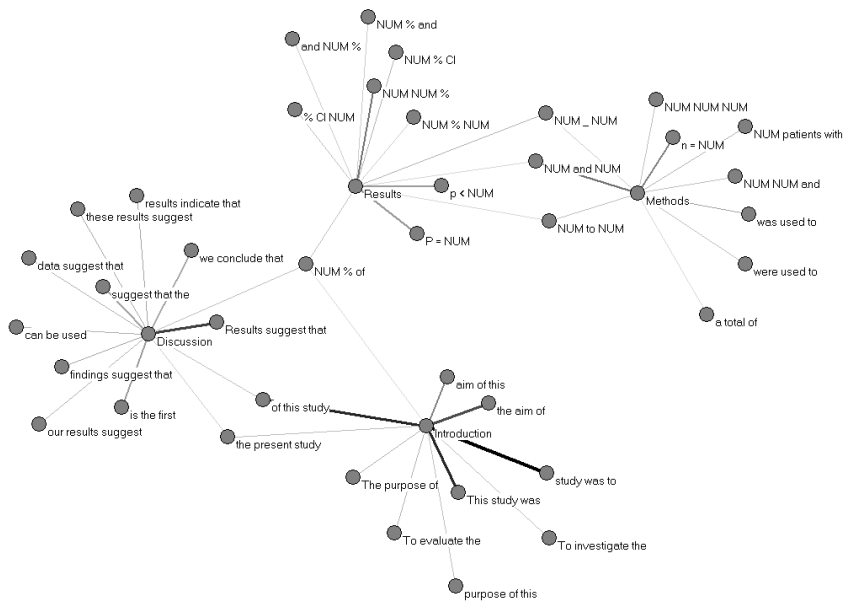 NUM % and
and NUM %
NUM % CI
NUM NUM %
% CI NUM
NUM % NUM
NUM _ NUM
NUM NUM NUM
NUM patients with
n = NUM
NUM and NUM
NUM NUM and
Results
p < NUM
Methods
results indicate that
these results suggest
was used to
NUM to NUM
P = NUM
we conclude that
data suggest that
NUM % of
were used to
suggest that the
a total of
can be used
Results suggest that
Discussion
findings suggest that
aim of this
of this study
the aim of
is the first
our results suggest
Introduction
the present study
study was to
The purpose of
This study was
To evaluate the
To investigate the
purpose of this